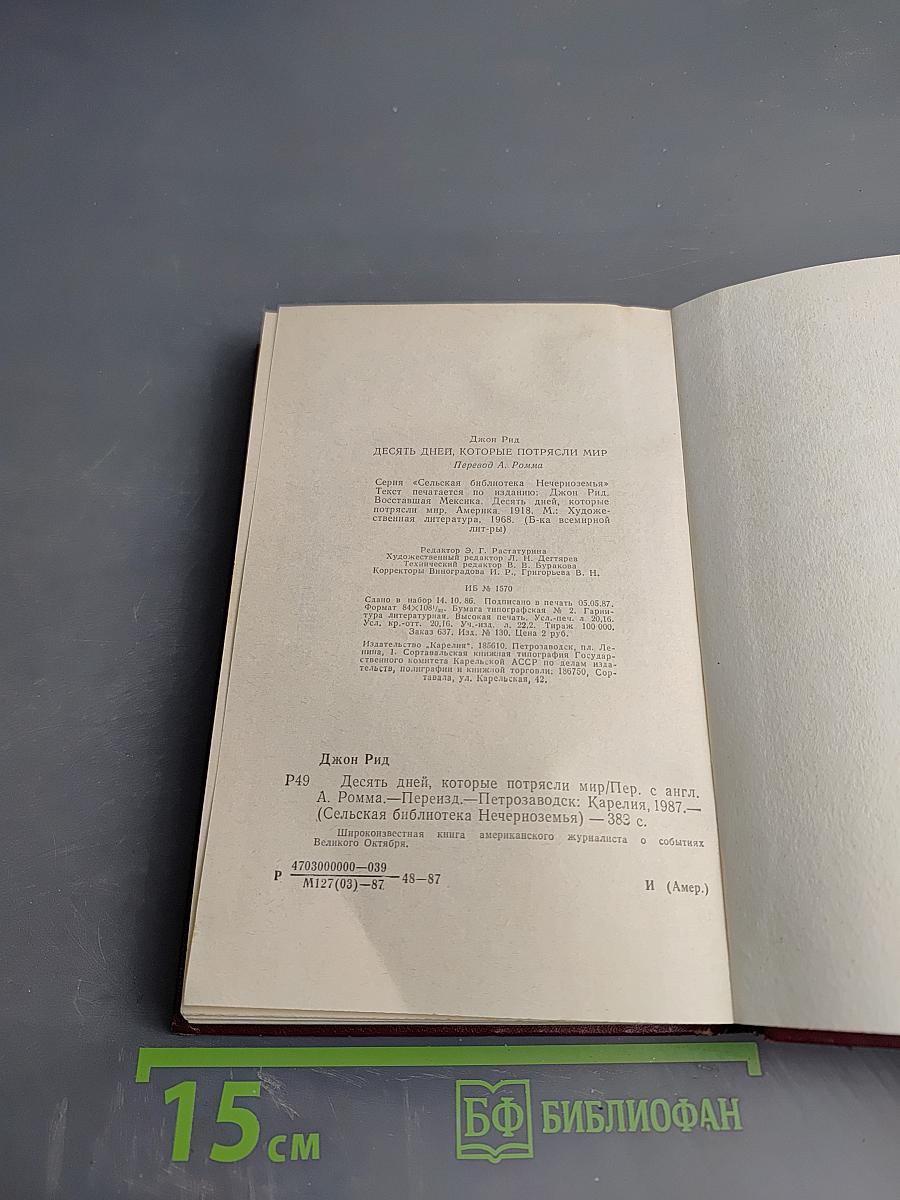 Джон Рид
ДЕСЯТЬ ДНЕЙ, КОТОРЫЕ ПОТРЯСЛИ МИР
Перевод А. Ромма
Серия «Сельская библиотека Нечерноземья»
Текст печатается по изданию: Джон Рид.
Восставшая Мексика. Десять дней, которые
потрясли мир. Америка. 1918. М.: Художе-
ственная литература, 1968. (Б-ка всемирной
лит-ры)
Редактор Э. Г. Растатурина
Художественный редактор Л. Н. Дегтярев
Технический редактор В. В. Буракова
Корректоры Виноградова И. Р., Григорьева В. Н.
ИБ № 1570
Сдано в набор 14.10.86. Подписано в печать 05.05.87.
Формат 84×108¹/₃₂. Бумага типографская № 2. Гарни-
тура литературная. Высокая печать. Усл.-печ. л 20,16.
Усл. кр.-отт. 20,16. Уч.-изд. л. 22,2. Тираж 100 000.
Заказ 637. Изд. № 130. Цена 2 руб.
Издательство „Карелия". 185610. Петрозаводск, пл. Ле-
нина, 1. Сортавальская книжная типография Государ-
ственного комитета Карельской АССР по делам изда-
тельств, полиграфии и книжной торговли: 186750, Сор-
тавала, ул. Карельская, 42.
Джон Рид
Р49 Десять дней, которые потрясли мир/Пер. с англ.
А. Ромма.—Переизд.—Петрозаводск: Карелия, 1987.—
(Сельская библиотека Нечерноземья) — 383 с.
Широкоизвестная книга американского журналиста о событиях
Великого Октября.
Р 4703000000—039
М127(03)—87 —48—87
И (Амер.)
15 см
БФ БИБЛИОФАН